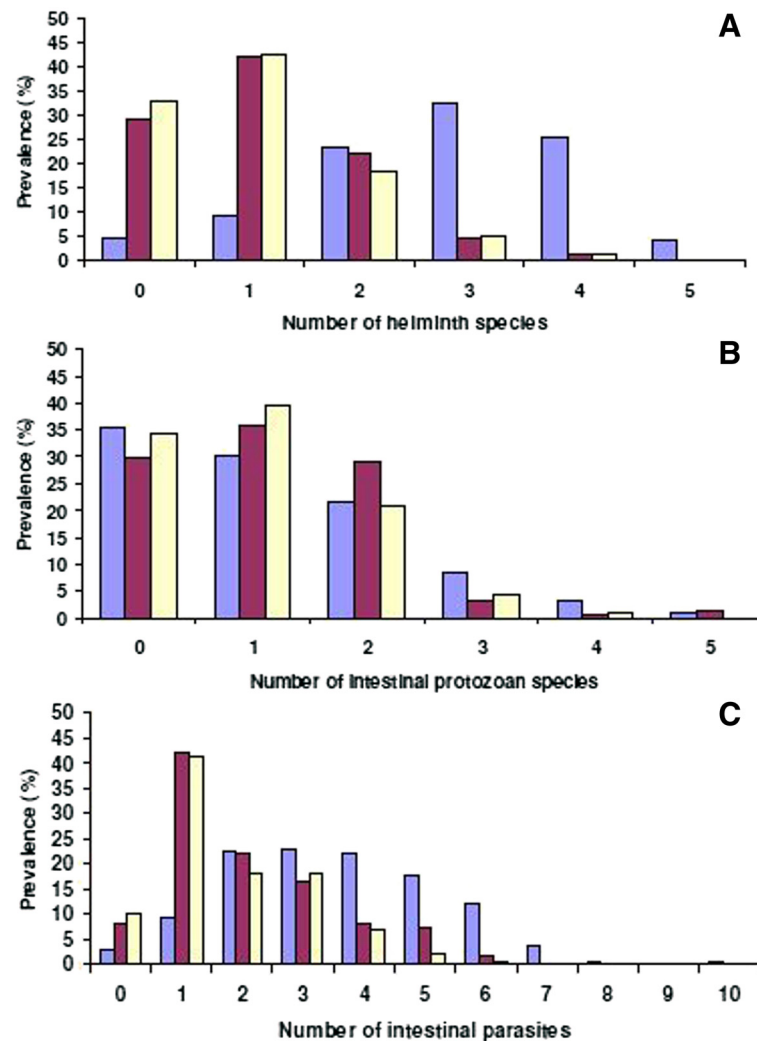 A
50
45
40
35
30
25
20
15
10
5
0
Prevalence (%)
0 1 2 3 4 5
Number of helminth species
B
50
45
40
35
30
25
20
15
10
5
0
Prevalence (%)
0 1 2 3 4 5
Number of intestinal protozoan species
C
50
45
40
35
30
25
20
15
10
5
0
Prevalence (%)
0 1 2 3 4 5 6 7 8 9 10
Number of intestinal parasites